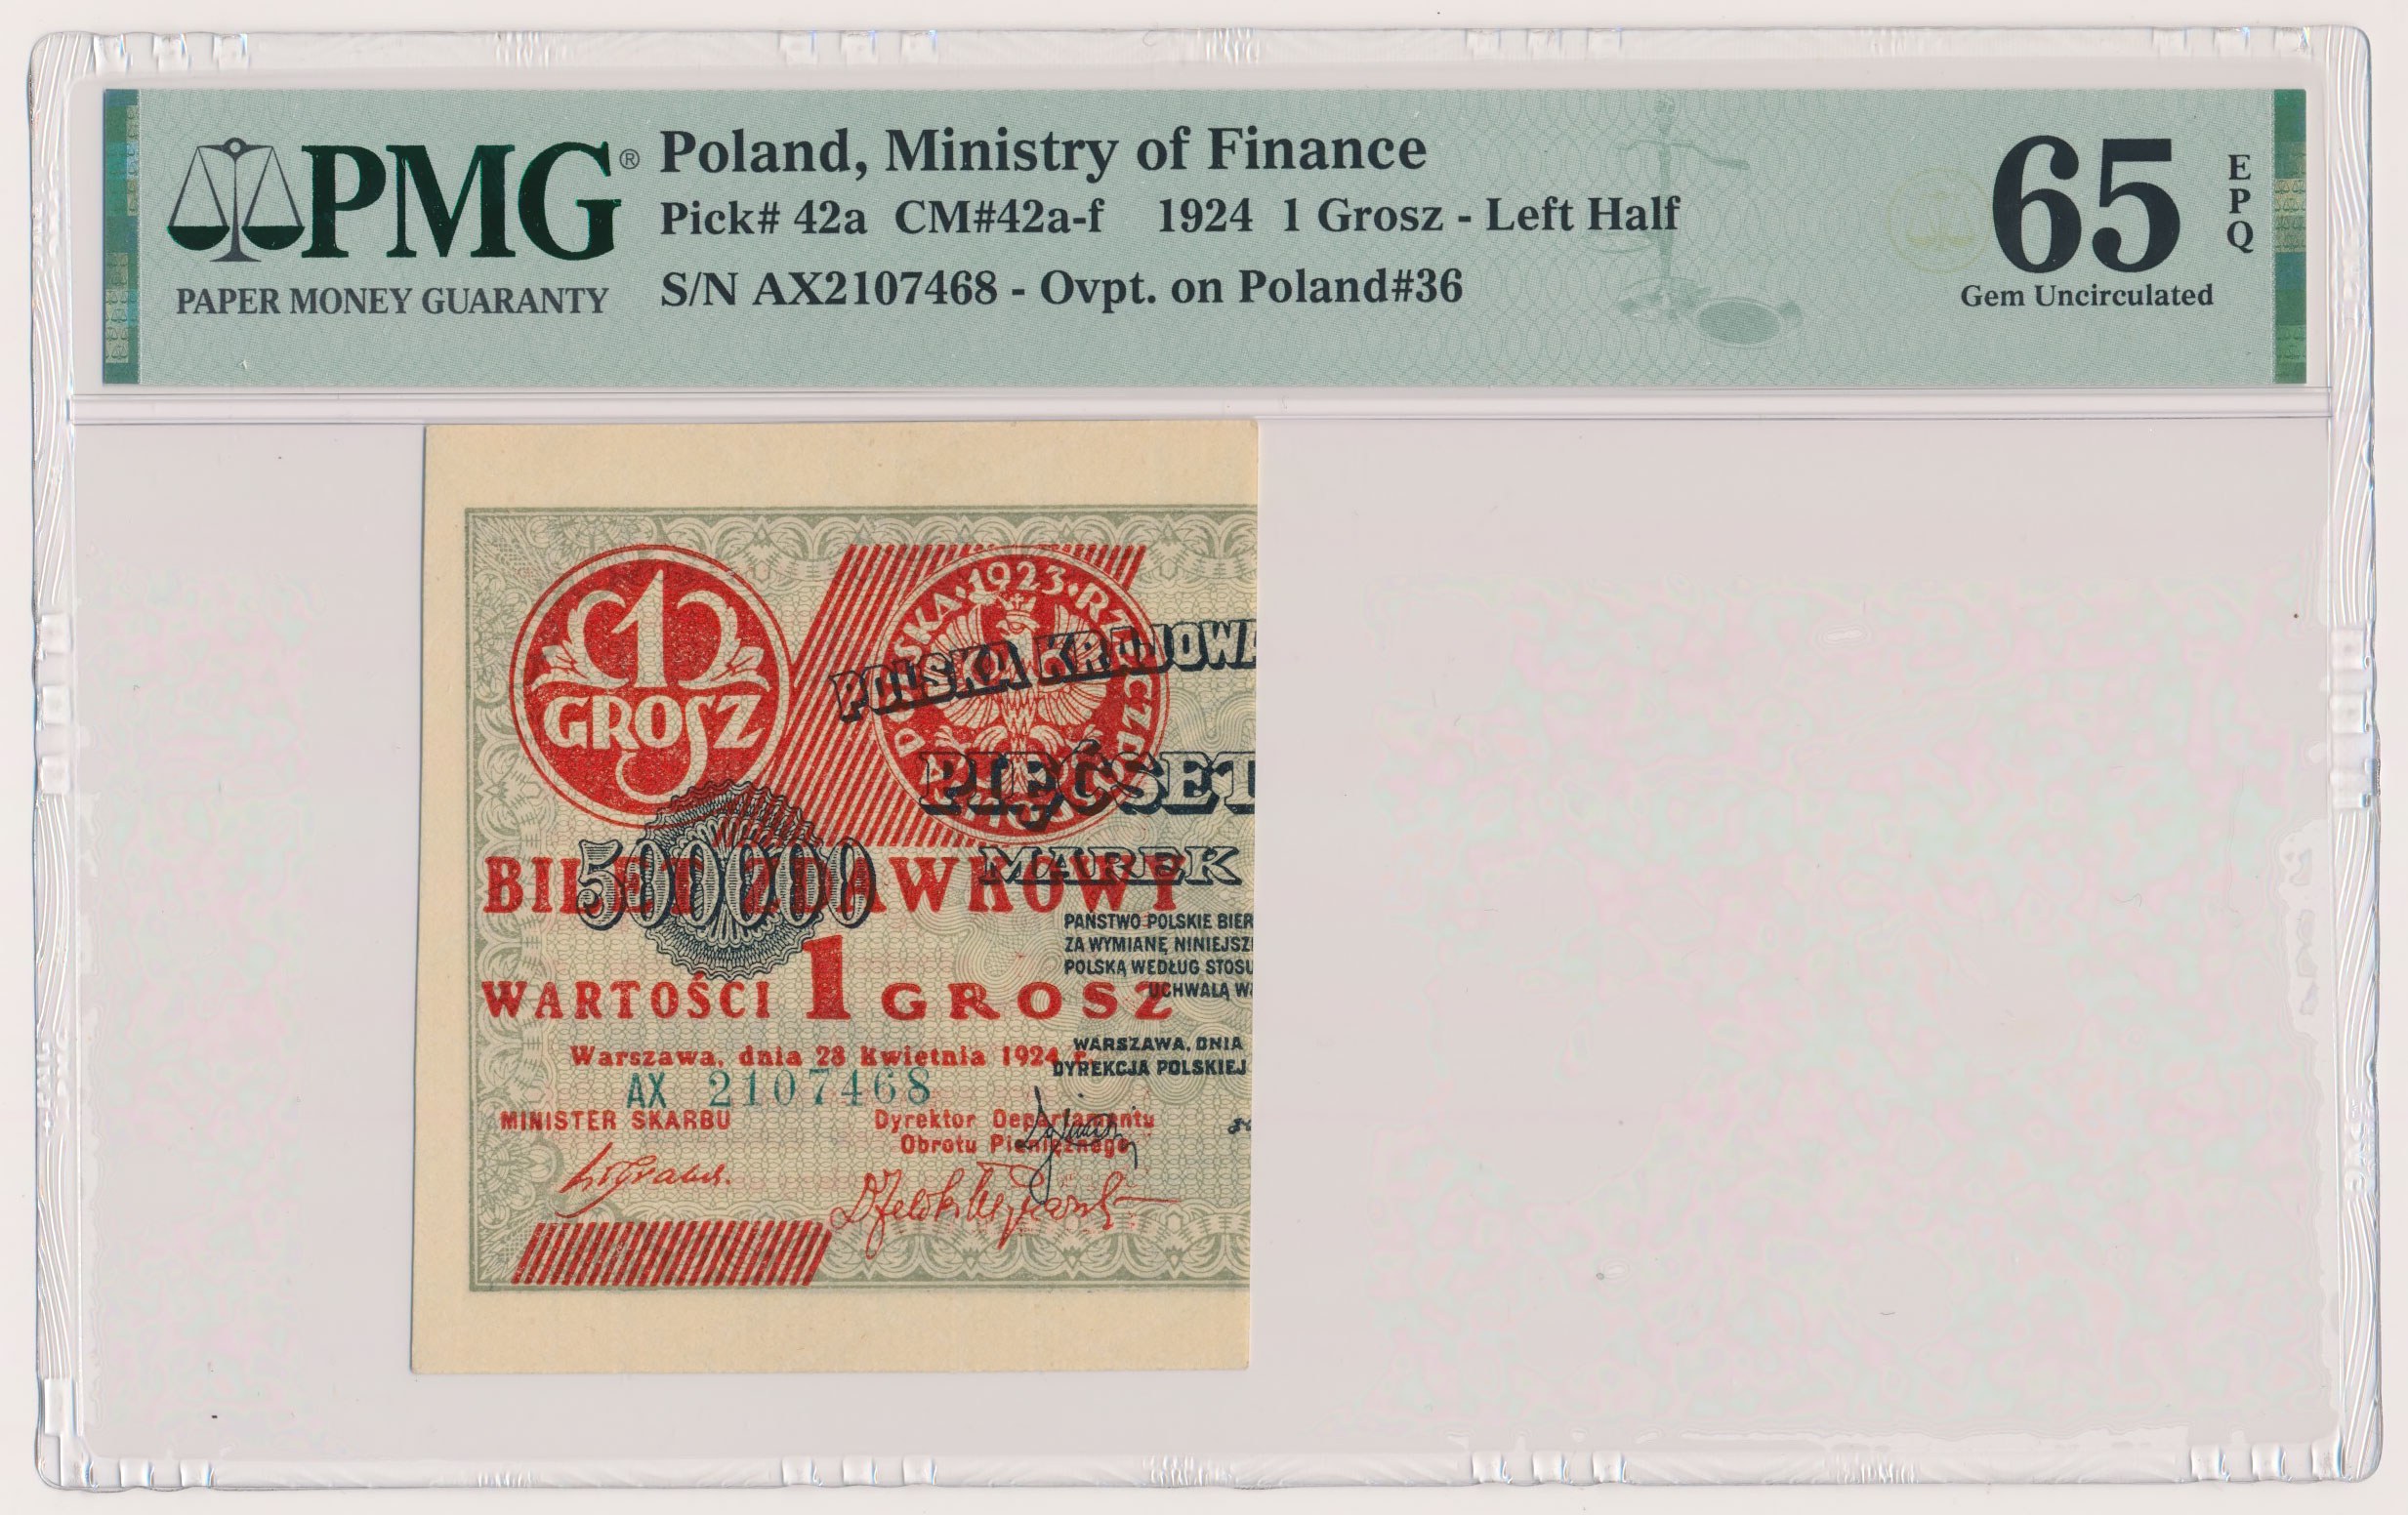 PMG®
PAPER MONEY GUARANTY
Poland, Ministry of Finance
Pick# 42a CM#42a-f 1924 1 Grosz - Left Half
S/N AX2107468 - Ovpt. on Poland#36
65
EPQ
Gem Uncirculated
1
GROSZ
1923
POLSKA KRAJOWA
PIĘĆSET
MAREK
500000
BILET ZDAWKOWY
PAŃSTWO POLSKIE BIER
ZA WYMIANĘ NINIEJSZ
POLSKĄ WEDŁUG STOSU
UCHWALĄ W
WARTOŚCI 1 GROSZ
Warszawa, dnia 28 Kwietnia 1924 r.
WARSZAWA, DNIA
DYREKCJA POLSKIEJ
AX 2107468
MINISTER SKARBU
Dyrektor Departamentu
Obrotu Pieniężnego